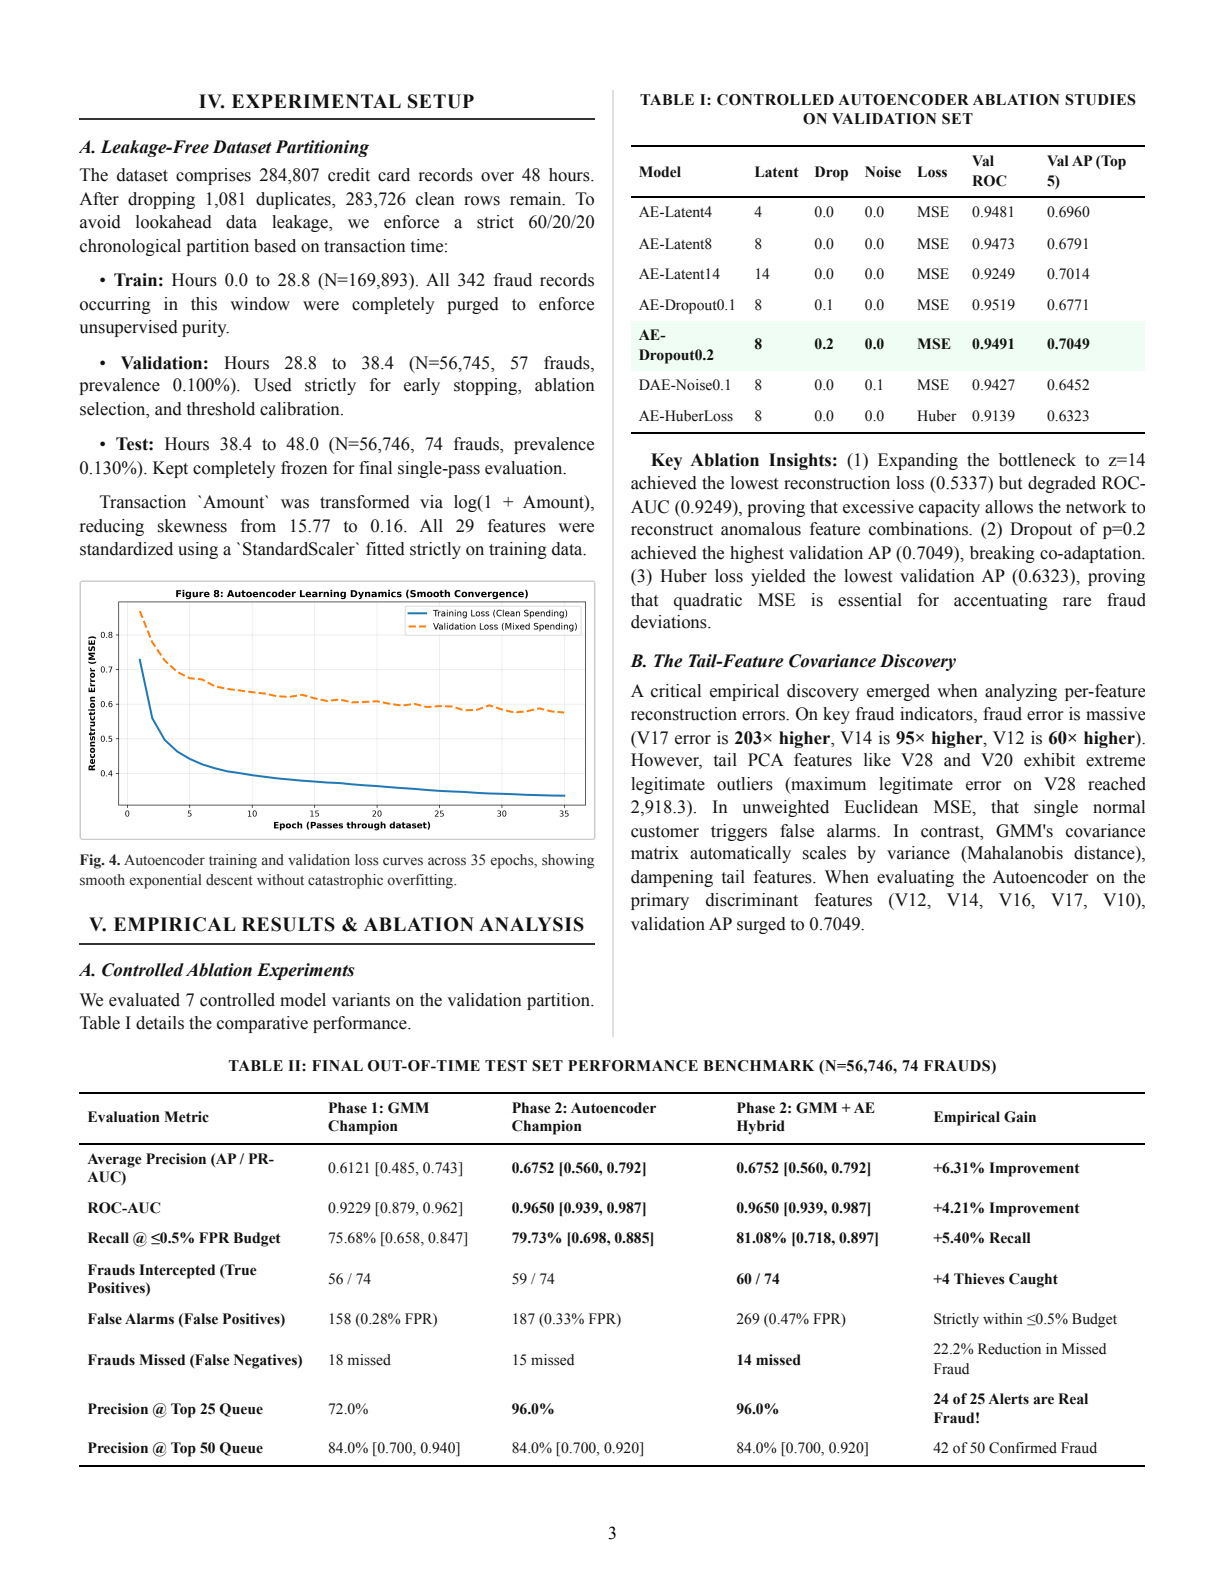 IV. EXPERIMENTAL SETUP
A. Leakage-Free Dataset Partitioning
The dataset comprises 284,807 credit card records over 48 hours.
After dropping 1,081 duplicates, 283,726 clean rows remain. To
avoid lookahead data leakage, we enforce a strict 60/20/20
chronological partition based on transaction time:
• Train: Hours 0.0 to 28.8 (N=169,893). All 342 fraud records
occurring in this window were completely purged to enforce
unsupervised purity.
• Validation: Hours 28.8 to 38.4 (N=56,745, 57 frauds,
prevalence 0.100%). Used strictly for early stopping, ablation
selection, and threshold calibration.
• Test: Hours 38.4 to 48.0 (N=56,746, 74 frauds, prevalence
0.130%). Kept completely frozen for final single-pass evaluation.
Transaction `Amount` was transformed via log(1 + Amount),
reducing skewness from 15.77 to 0.16. All 29 features were
standardized using a `StandardScaler` fitted strictly on training data.
Figure 8: Autoencoder Learning Dynamics (Smooth Convergence)
Training Loss (Clean Spending)
Validation Loss (Mixed Spending)
Reconstruction Error (MSE)
0.8
0.7
0.6
0.5
0.4
0 5 10 15 20 25 30 35
Epoch (Passes through dataset)
Fig. 4. Autoencoder training and validation loss curves across 35 epochs, showing
smooth exponential descent without catastrophic overfitting.
V. EMPIRICAL RESULTS & ABLATION ANALYSIS
A. Controlled Ablation Experiments
We evaluated 7 controlled model variants on the validation partition.
Table I details the comparative performance.
TABLE I: CONTROLLED AUTOENCODER ABLATION STUDIES
ON VALIDATION SET
Model Latent Drop Noise Loss Val ROC Val AP (Top 5)
AE-Latent4 4 0.0 0.0 MSE 0.9481 0.6960
AE-Latent8 8 0.0 0.0 MSE 0.9473 0.6791
AE-Latent14 14 0.0 0.0 MSE 0.9249 0.7014
AE-Dropout0.1 8 0.1 0.0 MSE 0.9519 0.6771
AE-Dropout0.2 8 0.2 0.0 MSE 0.9491 0.7049
DAE-Noise0.1 8 0.0 0.1 MSE 0.9427 0.6452
AE-HuberLoss 8 0.0 0.0 Huber 0.9139 0.6323
Key Ablation Insights: (1) Expanding the bottleneck to z=14
achieved the lowest reconstruction loss (0.5337) but degraded ROC-
AUC (0.9249), proving that excessive capacity allows the network to
reconstruct anomalous feature combinations. (2) Dropout of p=0.2
achieved the highest validation AP (0.7049), breaking co-adaptation.
(3) Huber loss yielded the lowest validation AP (0.6323), proving
that quadratic MSE is essential for accentuating rare fraud
deviations.
B. The Tail-Feature Covariance Discovery
A critical empirical discovery emerged when analyzing per-feature
reconstruction errors. On key fraud indicators, fraud error is massive
(V17 error is 203× higher, V14 is 95× higher, V12 is 60× higher).
However, tail PCA features like V28 and V20 exhibit extreme
legitimate outliers (maximum legitimate error on V28 reached
2,918.3). In unweighted Euclidean MSE, that single normal
customer triggers false alarms. In contrast, GMM's covariance
matrix automatically scales by variance (Mahalanobis distance),
dampening tail features. When evaluating the Autoencoder on the
primary discriminant features (V12, V14, V16, V17, V10),
validation AP surged to 0.7049.
TABLE II: FINAL OUT-OF-TIME TEST SET PERFORMANCE BENCHMARK (N=56,746, 74 FRAUDS)
Evaluation Metric Phase 1: GMM Champion Phase 2: Autoencoder Champion Phase 2: GMM + AE Hybrid Empirical Gain
Average Precision (AP / PR-AUC) 0.6121 [0.485, 0.743] 0.6752 [0.560, 0.792] 0.6752 [0.560, 0.792] +6.31% Improvement
ROC-AUC 0.9229 [0.879, 0.962] 0.9650 [0.939, 0.987] 0.9650 [0.939, 0.987] +4.21% Improvement
Recall @ ≤0.5% FPR Budget 75.68% [0.658, 0.847] 79.73% [0.698, 0.885] 81.08% [0.718, 0.897] +5.40% Recall
Frauds Intercepted (True Positives) 56 / 74 59 / 74 60 / 74 +4 Thieves Caught
False Alarms (False Positives) 158 (0.28% FPR) 187 (0.33% FPR) 269 (0.47% FPR) Strictly within ≤0.5% Budget
Frauds Missed (False Negatives) 18 missed 15 missed 14 missed 22.2% Reduction in Missed Fraud
Precision @ Top 25 Queue 72.0% 96.0% 96.0% 24 of 25 Alerts are Real Fraud!
Precision @ Top 50 Queue 84.0% [0.700, 0.940] 84.0% [0.700, 0.920] 84.0% [0.700, 0.920] 42 of 50 Confirmed Fraud
3